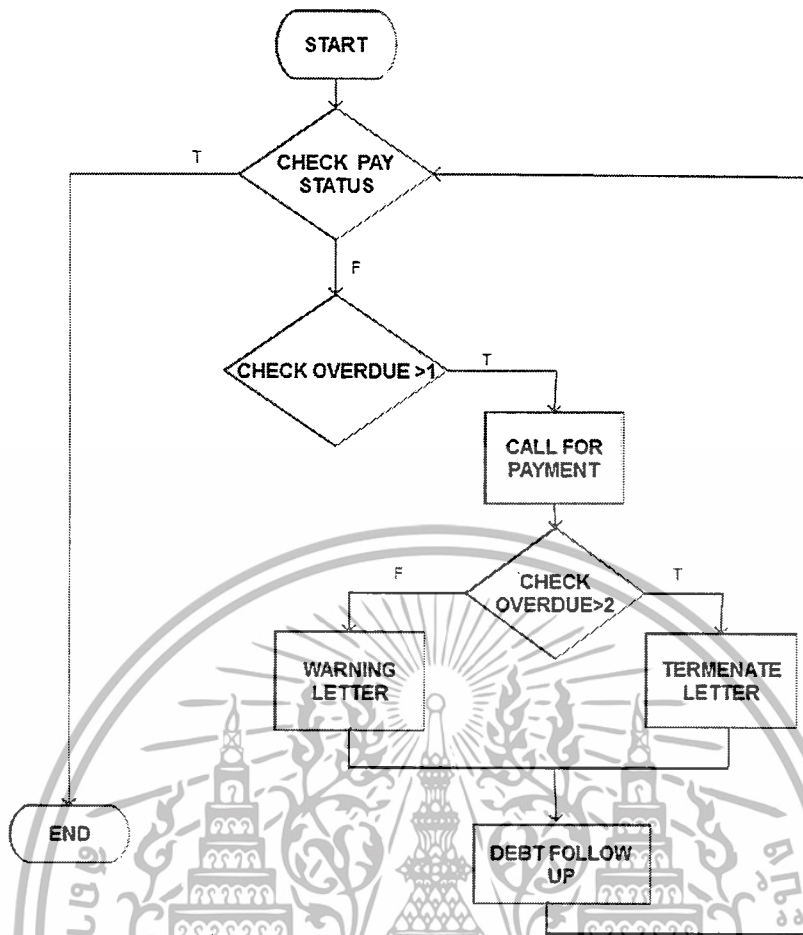 START
T
CHECK PAY
STATUS
F
CHECK OVERDUE >1
T
CALL FOR
PAYMENT
F
CHECK
OVERDUE>2
T
WARNING
LETTER
TERMENATE
LETTER
END
DEBT FOLLOW
UP